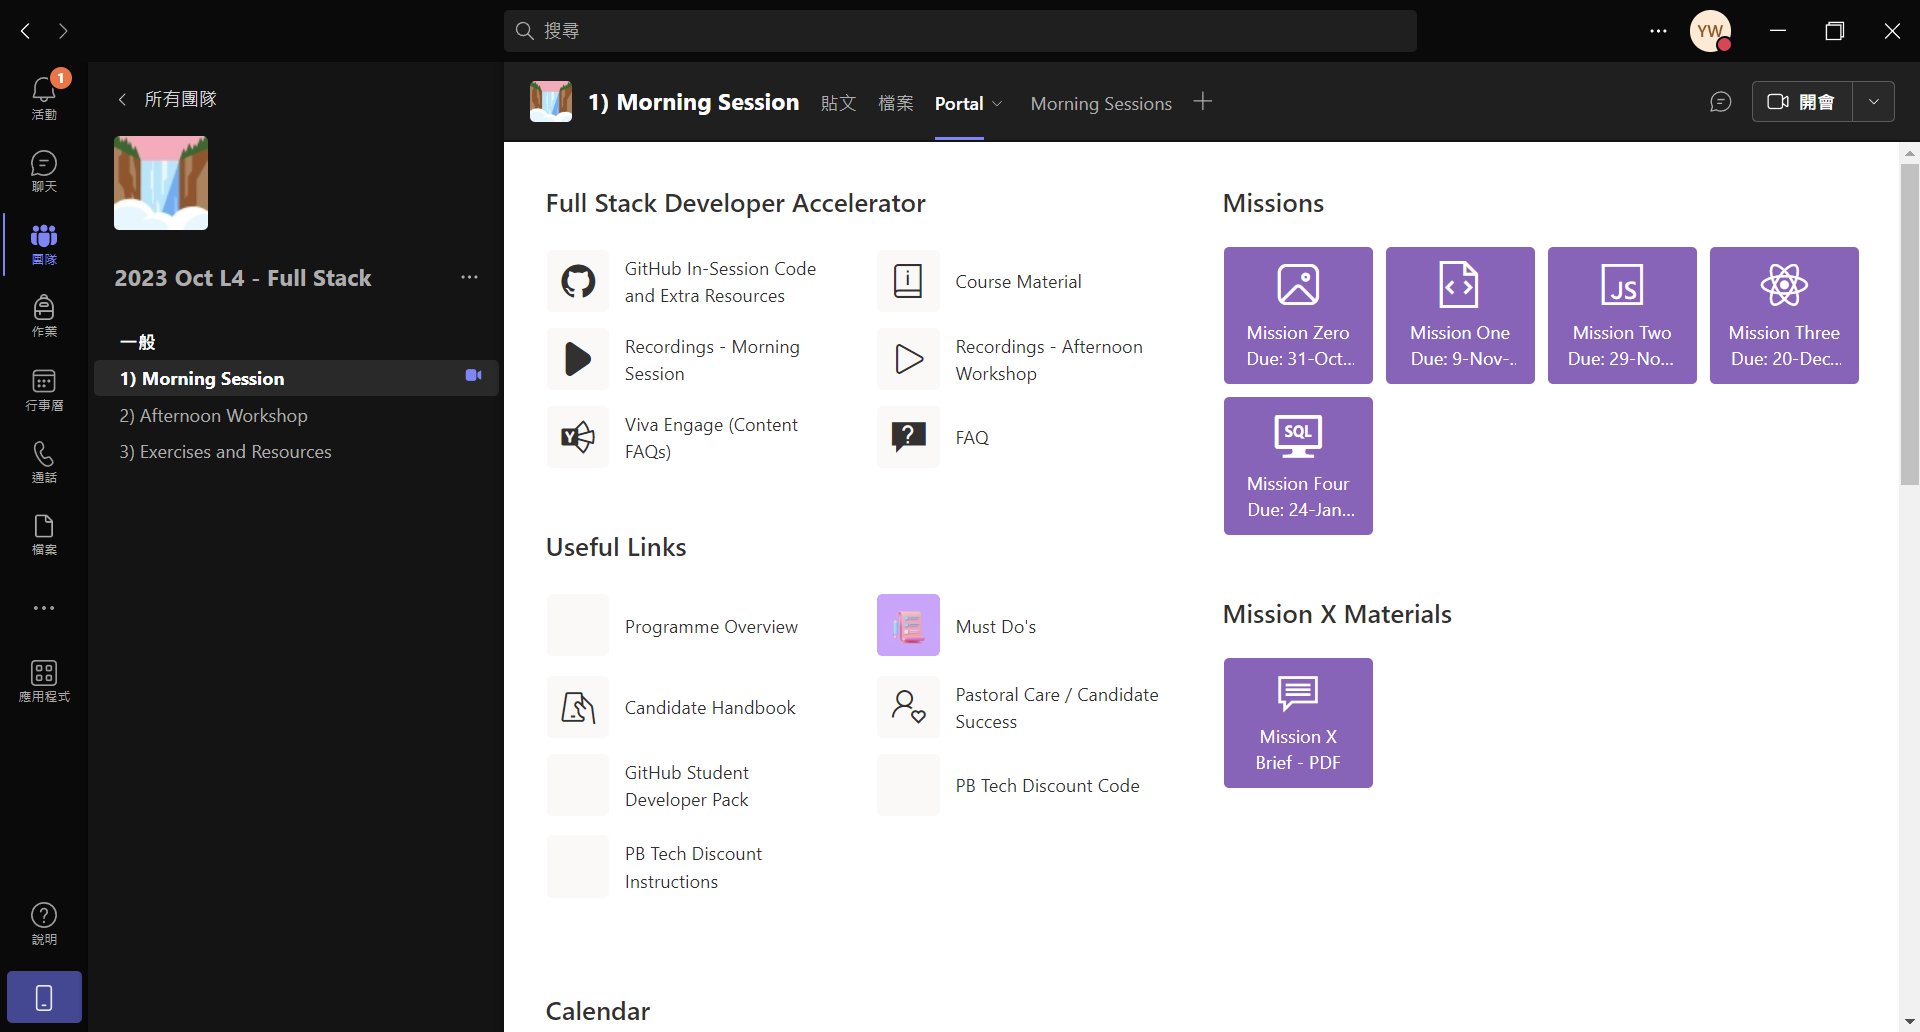 搜尋
YW
1
活動
聊天
團隊
作業
行事曆
通話
檔案
應用程式
說明
所有團隊
2023 Oct L4 - Full Stack
一般
1) Morning Session
2) Afternoon Workshop
3) Exercises and Resources
1) Morning Session
貼文
檔案
Portal
Morning Sessions
開會
Full Stack Developer Accelerator
GitHub In-Session Code
and Extra Resources
Course Material
Recordings - Morning
Session
Recordings - Afternoon
Workshop
Viva Engage (Content
FAQs)
FAQ
Useful Links
Programme Overview
Must Do's
Candidate Handbook
Pastoral Care / Candidate
Success
GitHub Student
Developer Pack
PB Tech Discount Code
PB Tech Discount
Instructions
Calendar
Missions
Mission Zero
Due: 31-Oct...
Mission One
Due: 9-Nov-..
JS
Mission Two
Due: 29-No...
Mission Three
Due: 20-Dec...
SQL
Mission Four
Due: 24-Jan...
Mission X Materials
Mission X
Brief - PDF